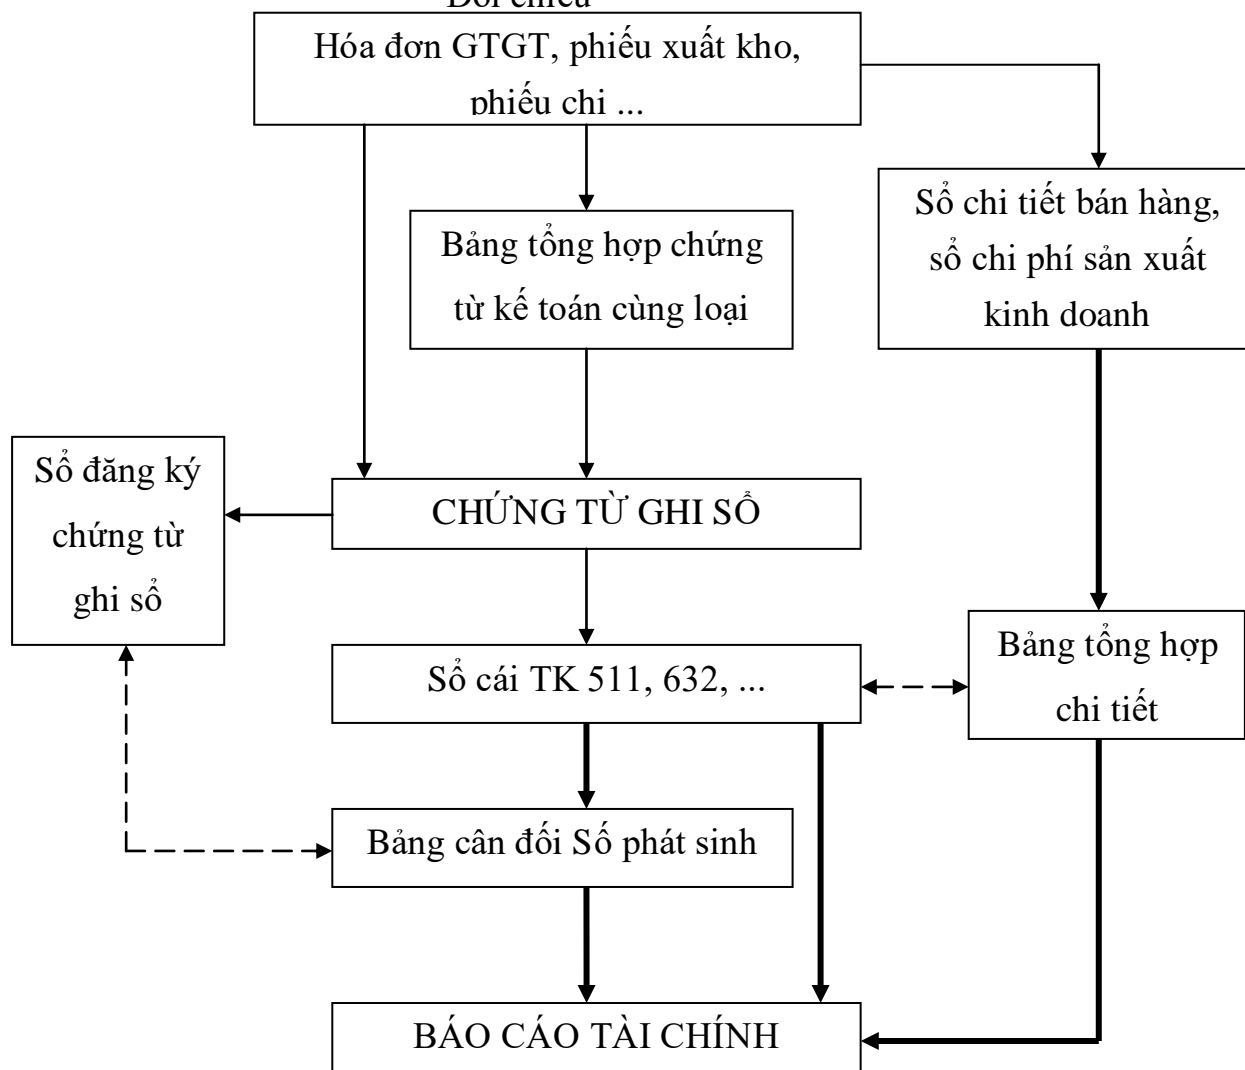 Đối chiếu
Hóa đơn GTGT, phiếu xuất kho,
phiếu chi ...
Sổ chi tiết bán hàng,
sổ chi phí sản xuất
kinh doanh
Bảng tổng hợp chứng
từ kế toán cùng loại
Sổ đăng ký
chứng từ
ghi sổ
CHỨNG TỪ GHI SỔ
Sổ cái TK 511, 632, ...
Bảng tổng hợp
chi tiết
Bảng cân đối Số phát sinh
BÁO CÁO TÀI CHÍNH